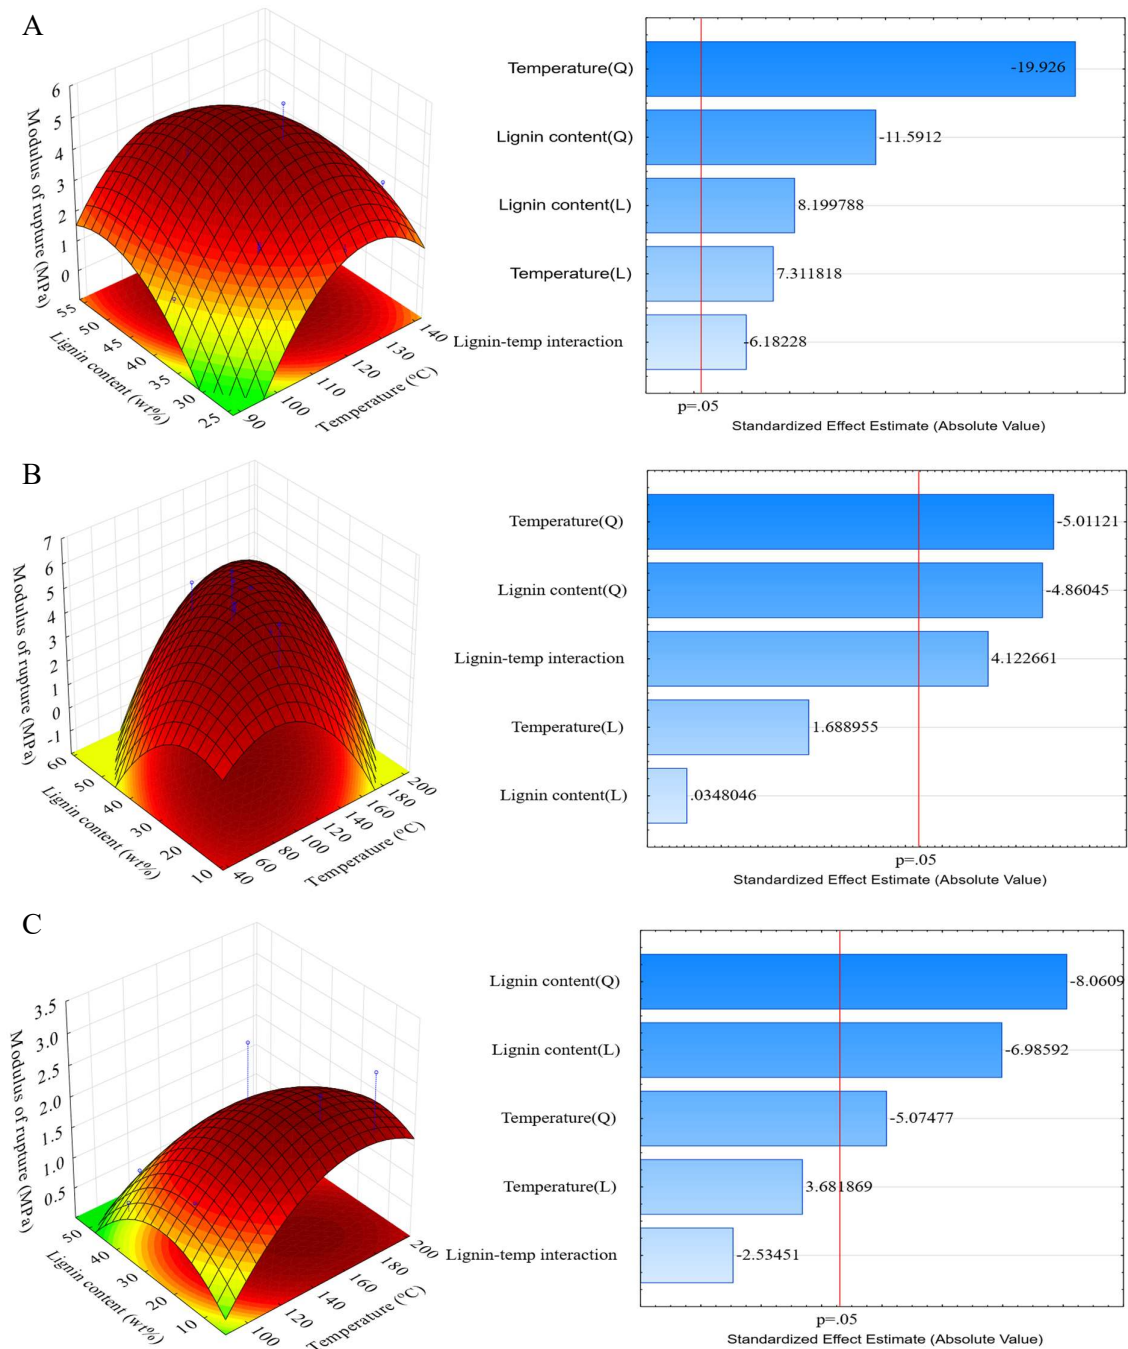 A
Modulus of rupture (MPa)
6
5
4
3
2
1
0
55
50
45
40
35
30
25
Lignin content (wt%)
90
100
110
120
130
140
Temperature (ºC)
Temperature(Q)
-19.926
Lignin content(Q)
-11.5912
Lignin content(L)
8.199788
Temperature(L)
7.311818
Lignin-temp interaction
-6.18228
p=.05
Standardized Effect Estimate (Absolute Value)
B
Modulus of rupture (MPa)
7
6
5
4
3
2
1
0
-1
60
50
40
30
20
10
Lignin content (wt%)
40
60
80
100
120
140
160
180
200
Temperature (ºC)
Temperature(Q)
-5.01121
Lignin content(Q)
-4.86045
Lignin-temp interaction
4.122661
Temperature(L)
1.688955
Lignin content(L)
.0348046
p=.05
Standardized Effect Estimate (Absolute Value)
C
Modulus of rupture (MPa)
3.5
3.0
2.5
2.0
1.5
1.0
0.5
50
40
30
20
10
Lignin content (wt%)
100
120
140
160
180
200
Temperature (ºC)
Lignin content(Q)
-8.0609
Lignin content(L)
-6.98592
Temperature(Q)
-5.07477
Temperature(L)
3.681869
Lignin-temp interaction
-2.53451
p=.05
Standardized Effect Estimate (Absolute Value)